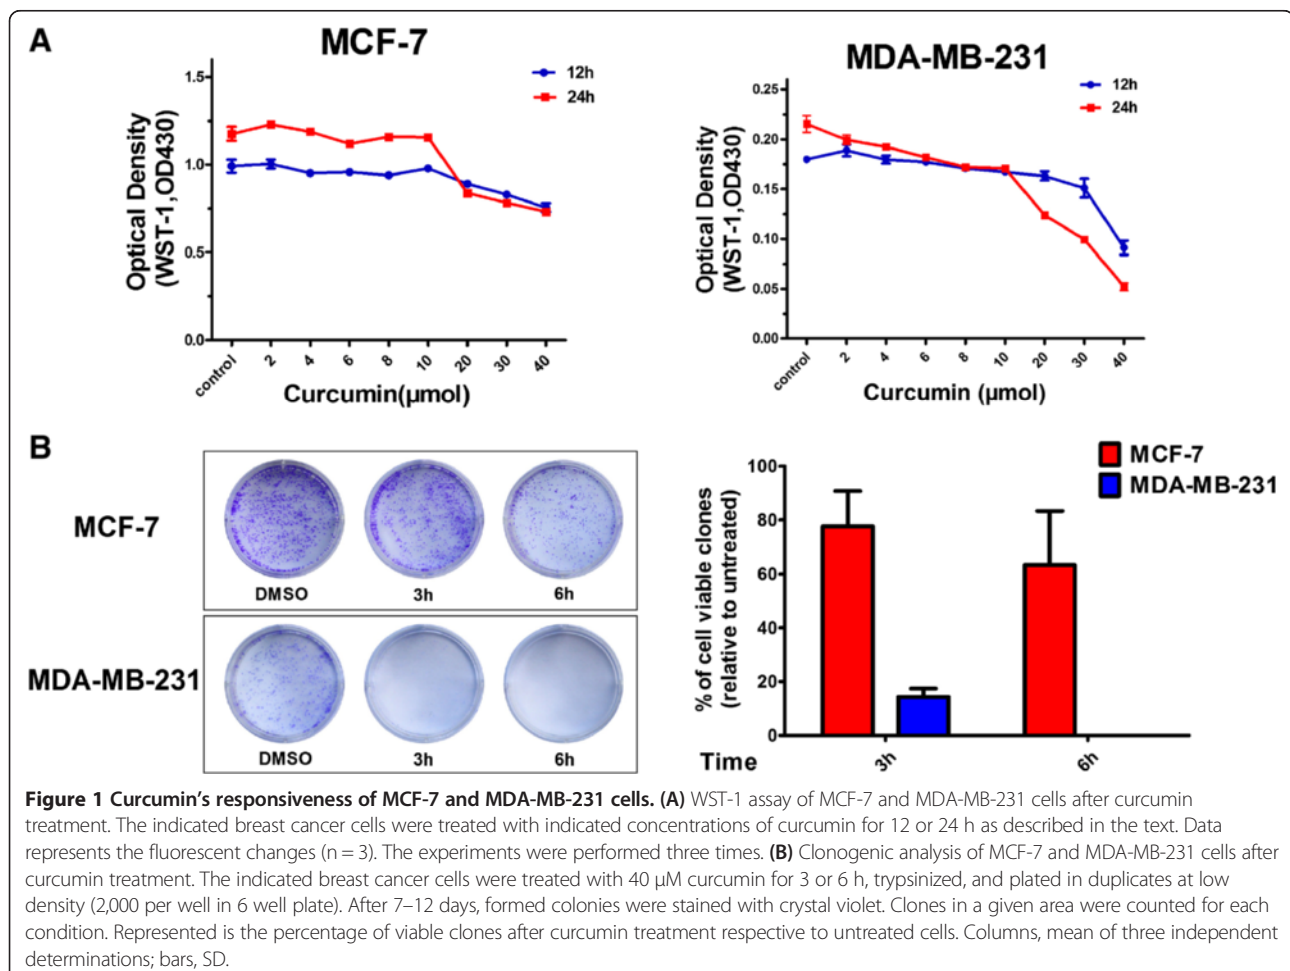 A
MCF-7
12h
24h
Optical Density
(WST-1,OD430)
1.5
1.0
0.5
0.0
control 2 4 6 8 10 20 30 40
Curcumin(µmol)
MDA-MB-231
12h
24h
Optical Density
(WST-1,OD430)
0.25
0.20
0.15
0.10
0.05
0.00
control 2 4 6 8 10 20 30 40
Curcumin (µmol)
B
MCF-7
DMSO 3h 6h
MDA-MB-231
DMSO 3h 6h
MCF-7
MDA-MB-231
% of cell viable clones
(relative to untreated)
100
80
60
40
20
0
Time 3h 6h
Figure 1 Curcumin's responsiveness of MCF-7 and MDA-MB-231 cells. (A) WST-1 assay of MCF-7 and MDA-MB-231 cells after curcumin
treatment. The indicated breast cancer cells were treated with indicated concentrations of curcumin for 12 or 24 h as described in the text. Data
represents the fluorescent changes (n = 3). The experiments were performed three times. (B) Clonogenic analysis of MCF-7 and MDA-MB-231 cells after
curcumin treatment. The indicated breast cancer cells were treated with 40 µM curcumin for 3 or 6 h, trypsinized, and plated in duplicates at low
density (2,000 per well in 6 well plate). After 7–12 days, formed colonies were stained with crystal violet. Clones in a given area were counted for each
condition. Represented is the percentage of viable clones after curcumin treatment respective to untreated cells. Columns, mean of three independent
determinations; bars, SD.